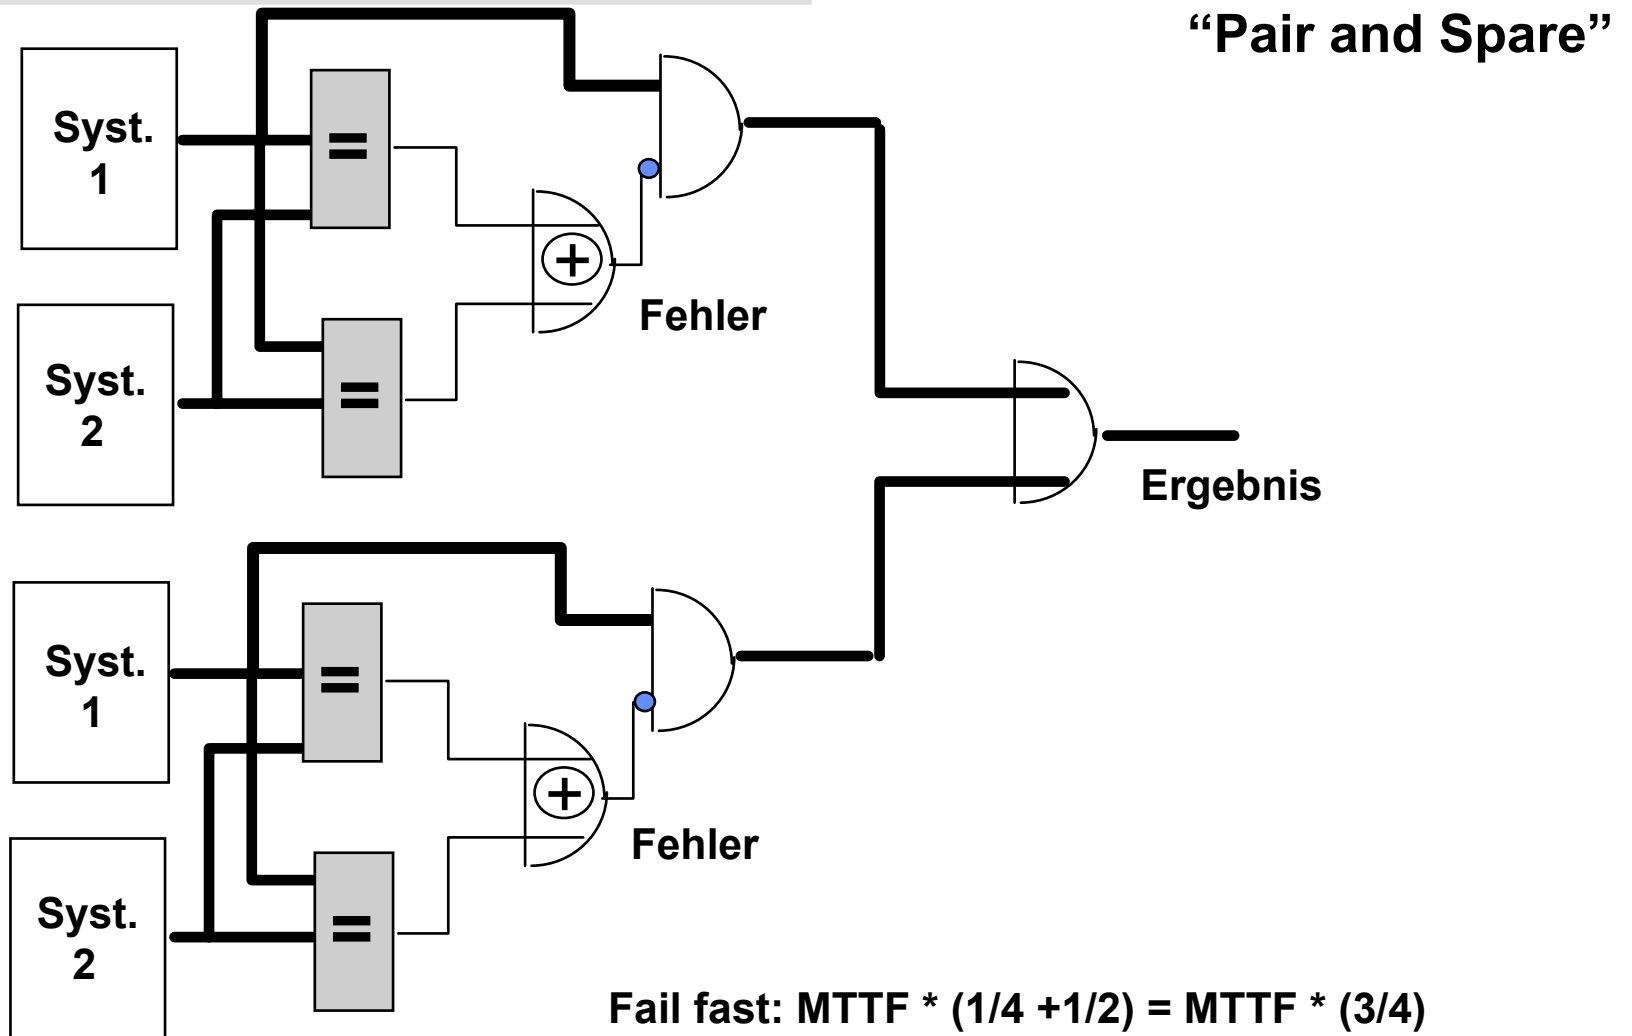 “Pair and Spare”
Syst.
1
=
+
Fehler
Syst.
2
=
Ergebnis
Syst.
1
=
+
Fehler
Syst.
2
=
Fail fast: MTTF * (1/4 +1/2) = MTTF * (3/4)